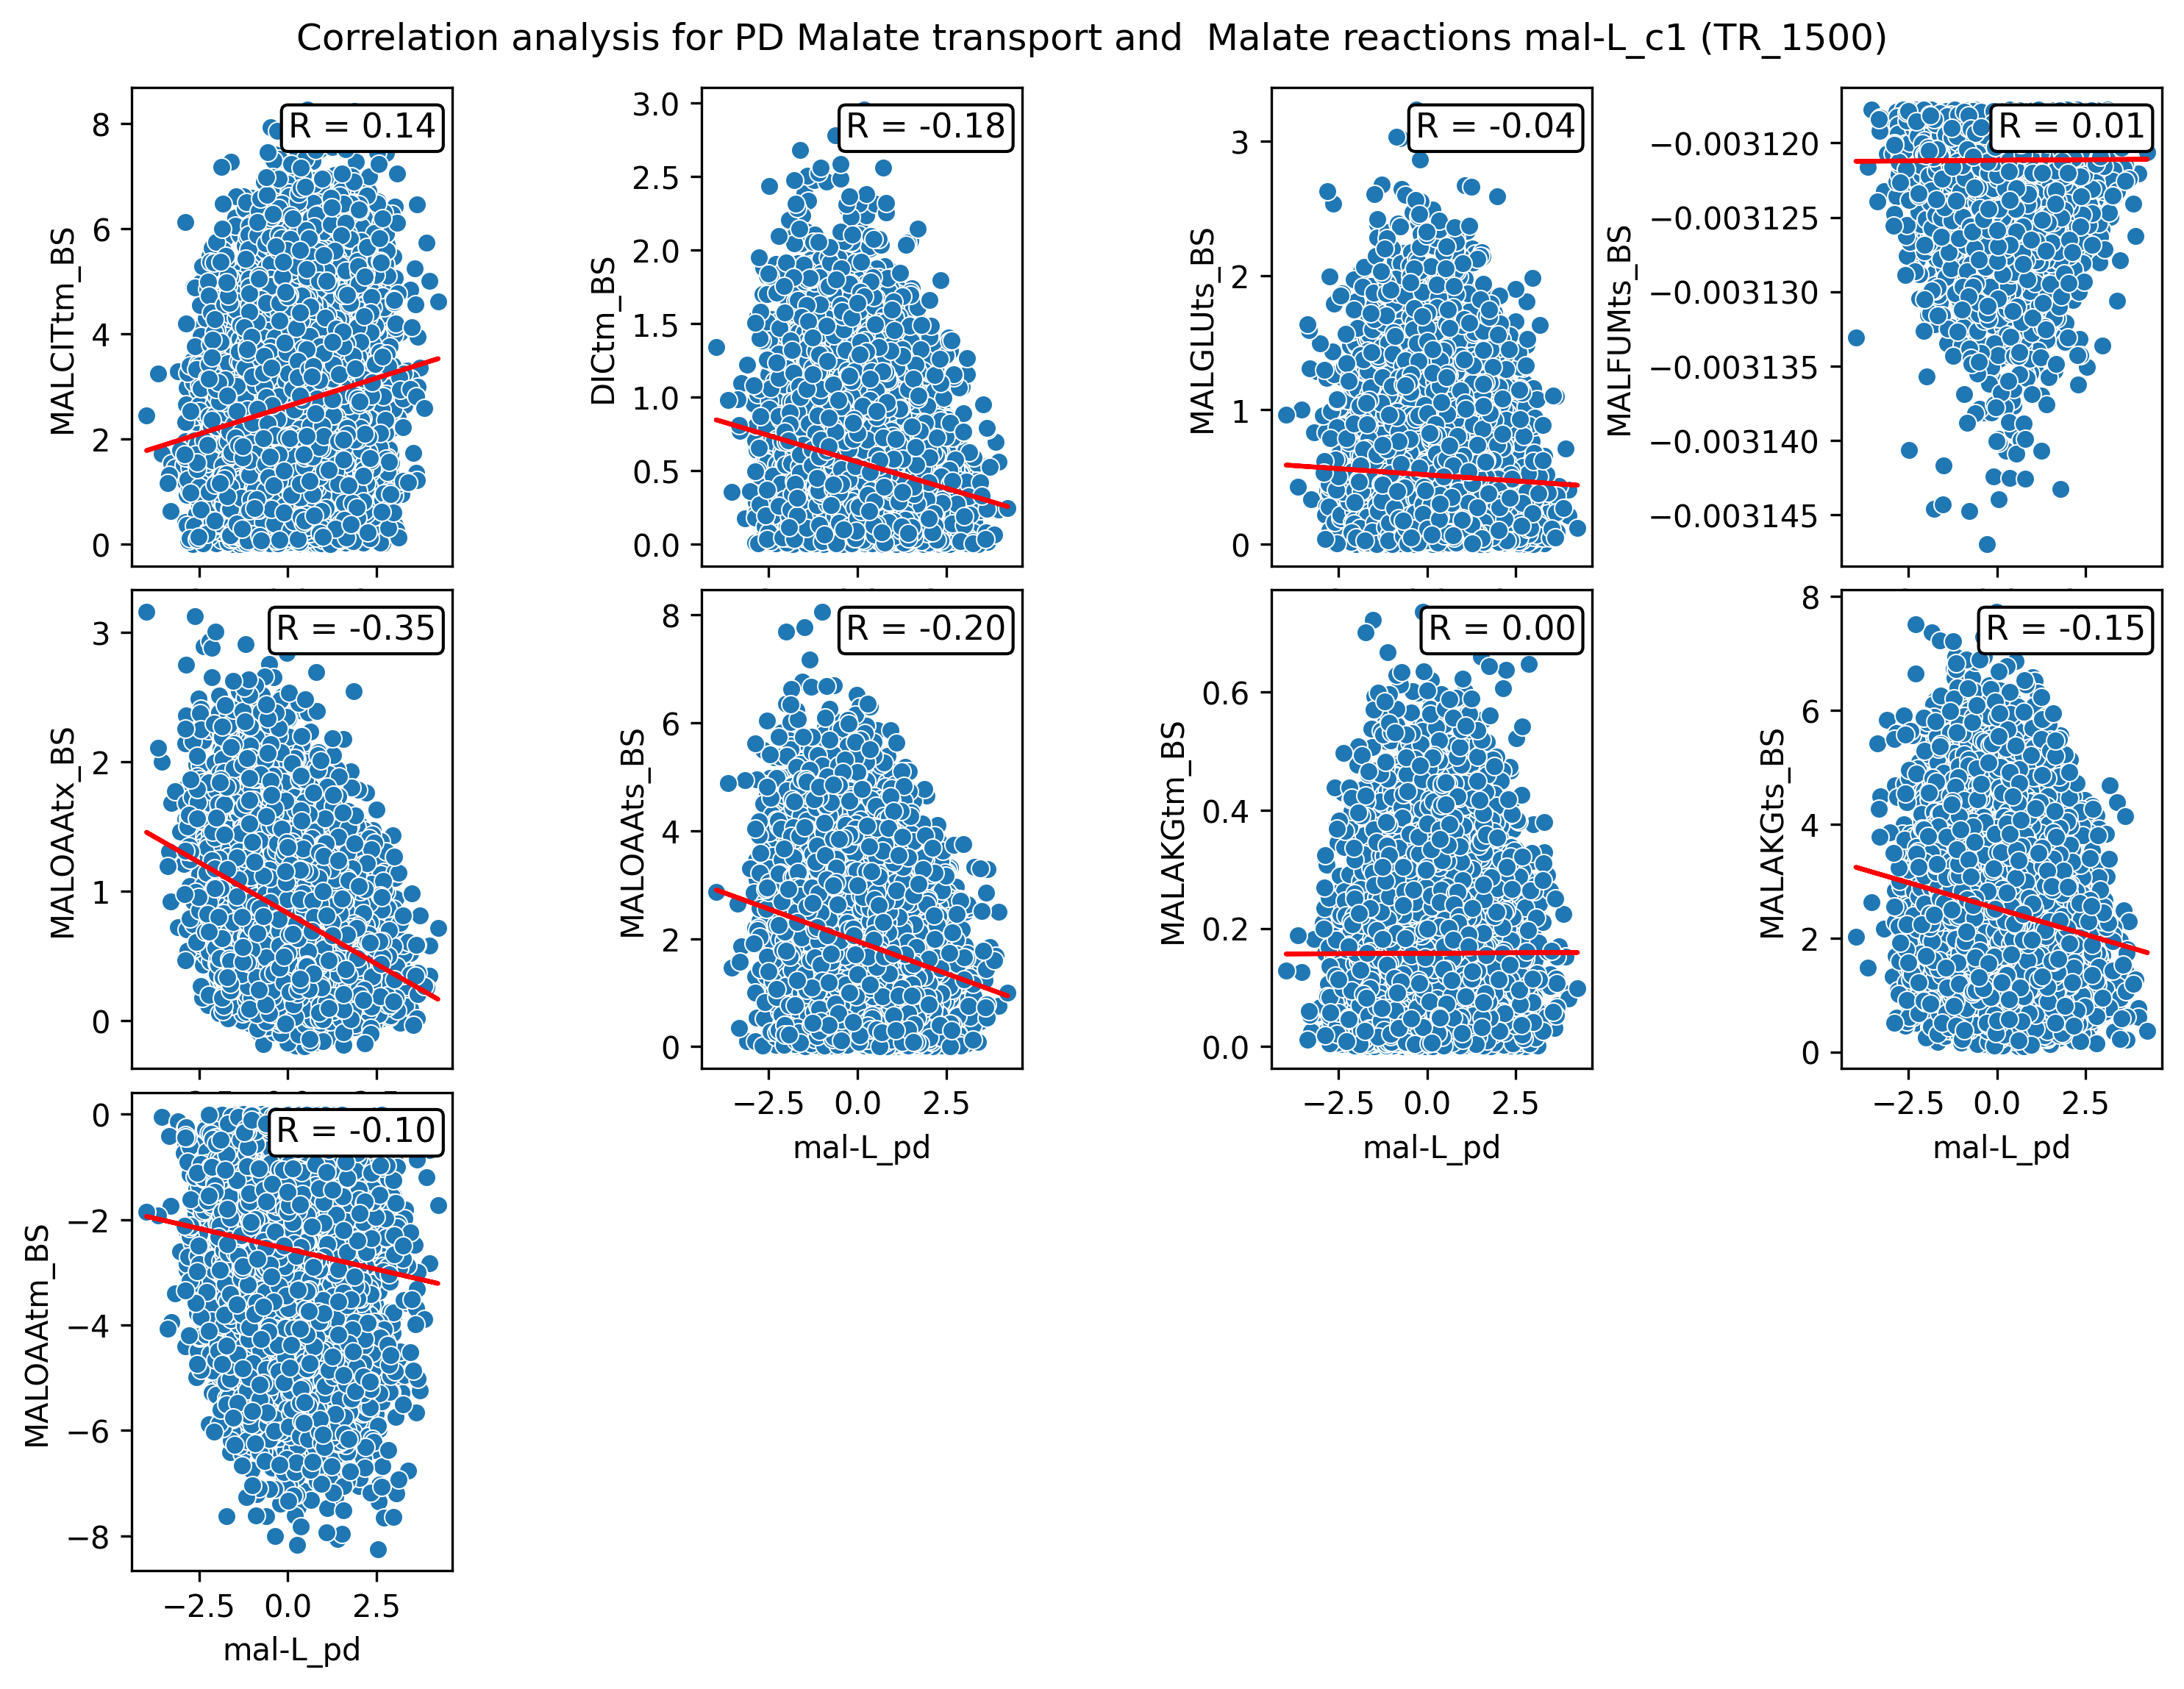 Correlation analysis for PD Malate transport and  Malate reactions mal-L_c1 (TR_1500)
R = 0.14
MALCITtm_BS
8
6
4
2
0
R = -0.18
DICtm_BS
3.0
2.5
2.0
1.5
1.0
0.5
0.0
R = -0.04
MALGLUts_BS
3
2
1
0
R = 0.01
MALFUMts_BS
−0.003120
−0.003125
−0.003130
−0.003135
−0.003140
−0.003145
R = -0.35
MALOAAtx_BS
3
2
1
0
R = -0.20
MALOAAts_BS
8
6
4
2
0
−2.5 0.0 2.5
mal-L_pd
R = 0.00
MALAKGtm_BS
0.6
0.4
0.2
0.0
−2.5 0.0 2.5
mal-L_pd
R = -0.15
MALAKGts_BS
8
6
4
2
0
−2.5 0.0 2.5
mal-L_pd
R = -0.10
MALOAAtm_BS
0
−2
−4
−6
−8
−2.5 0.0 2.5
mal-L_pd